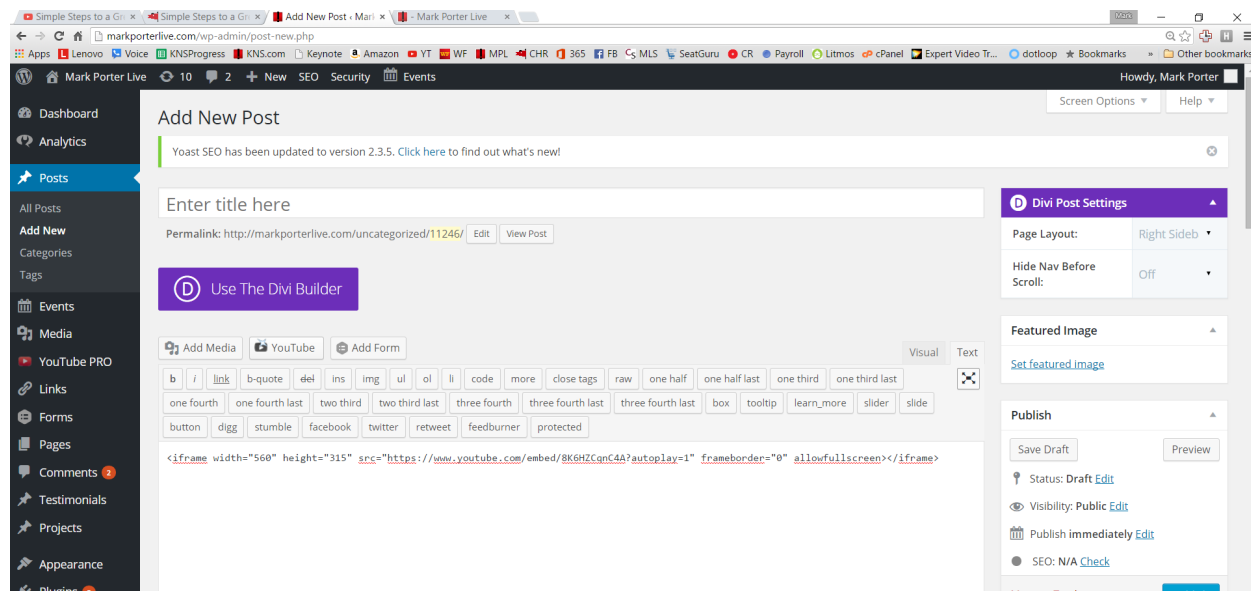 Simple Steps to a Gr
Simple Steps to a Gr
Add New Post ‹ Mark
- Mark Porter Live
Mark
markporterlive.com/wp-admin/post-new.php
Apps Lenovo Voice KNSProgress KNS.com Keynote Amazon YT WF MPL CHR 365 FB MLS SeatGuru CR Payroll Litmos cPanel Expert Video Tr... dotloop Bookmarks » Other bookmarks
Mark Porter Live 10 2 + New SEO Security Events Howdy, Mark Porter
Screen Options Help
Dashboard
Analytics
Posts
All Posts
Add New
Categories
Tags
Events
Media
YouTube PRO
Links
Forms
Pages
Comments 2
Testimonials
Projects
Appearance
Plugins
Add New Post
Yoast SEO has been updated to version 2.3.5. Click here to find out what's new!
Enter title here
Permalink: http://markporterlive.com/uncategorized/11246/ Edit View Post
D Use The Divi Builder
Add Media YouTube Add Form
Visual Text
b i link b-quote del ins img ul ol li code more close tags raw one half one half last one third one third last
one fourth one fourth last two third two third last three fourth three fourth last three fourth last box tooltip learn_more slider slide
button digg stumble facebook twitter retweet feedburner protected
<iframe width="560" height="315" src="https://www.youtube.com/embed/8K6HZCqnC4A?autoplay=1" frameborder="0" allowfullscreen></iframe>
D Divi Post Settings
Page Layout: Right Sideb
Hide Nav Before
Scroll:
Off
Featured Image
Set featured image
Publish
Save Draft Preview
Status: Draft Edit
Visibility: Public Edit
Publish immediately Edit
SEO: N/A Check